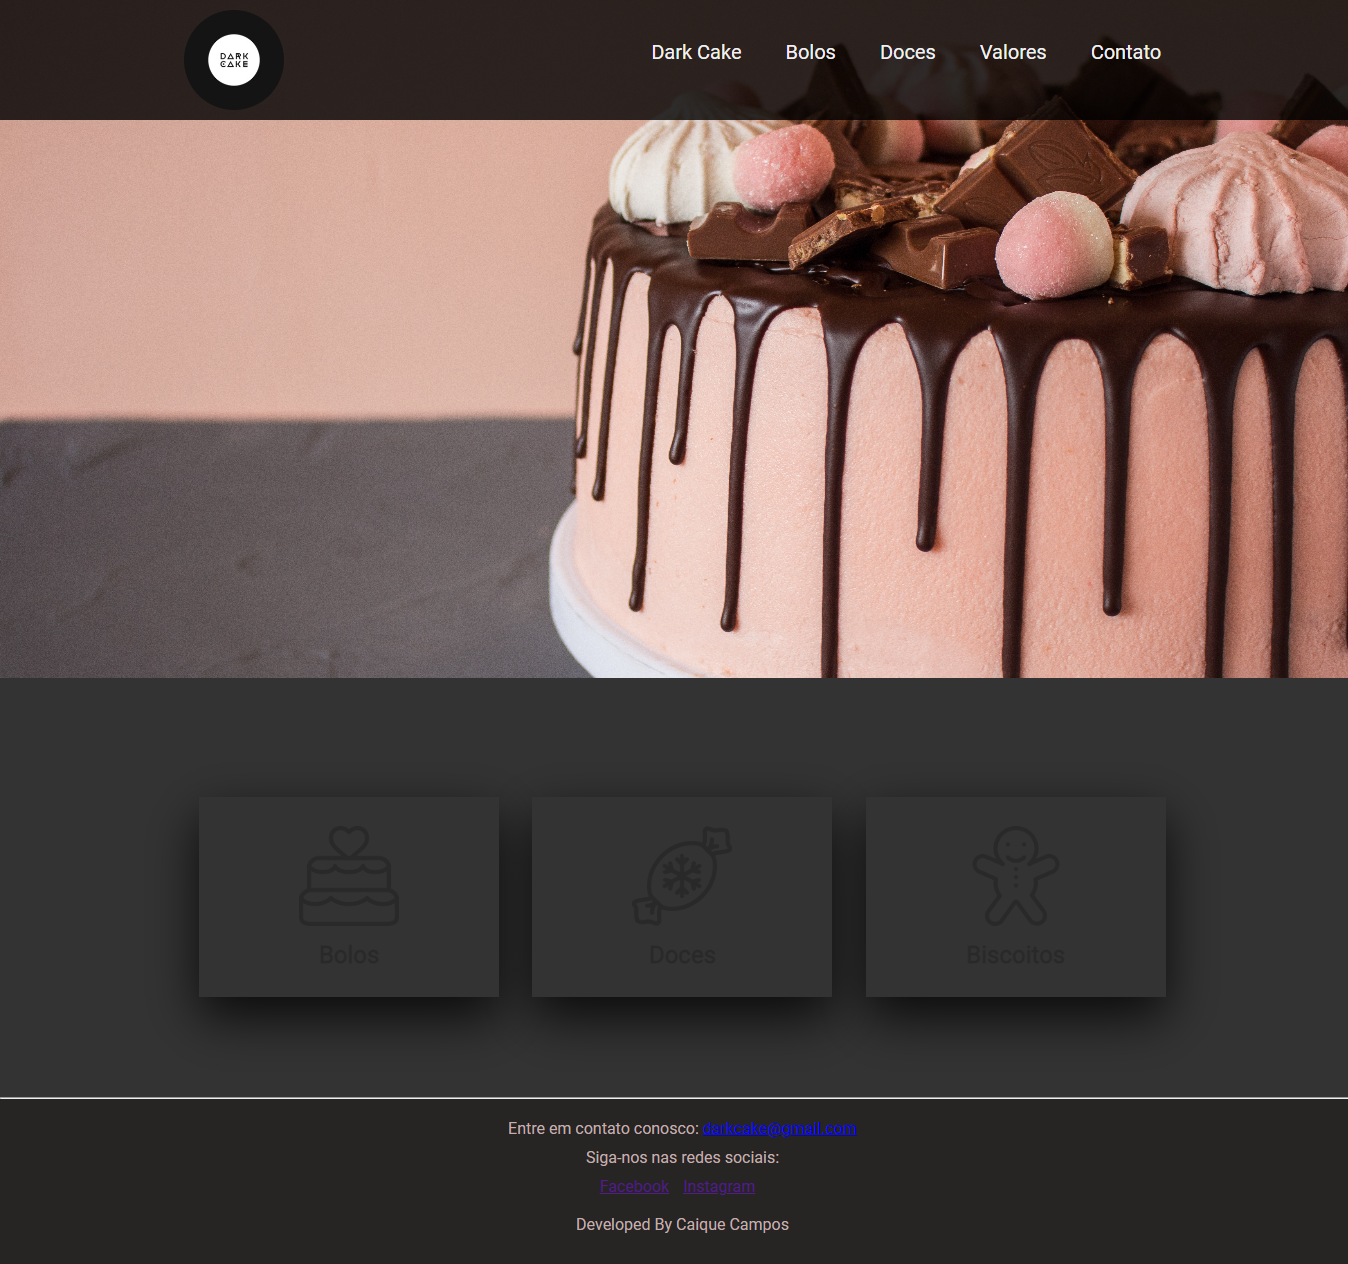 DARK
CAKE
Dark Cake Bolos Doces Valores Contato
Bolos Doces Biscoitos
Entre em contato conosco: darkcake@gmail.com
Siga-nos nas redes sociais:
Facebook Instagram
Developed By Caique Campos